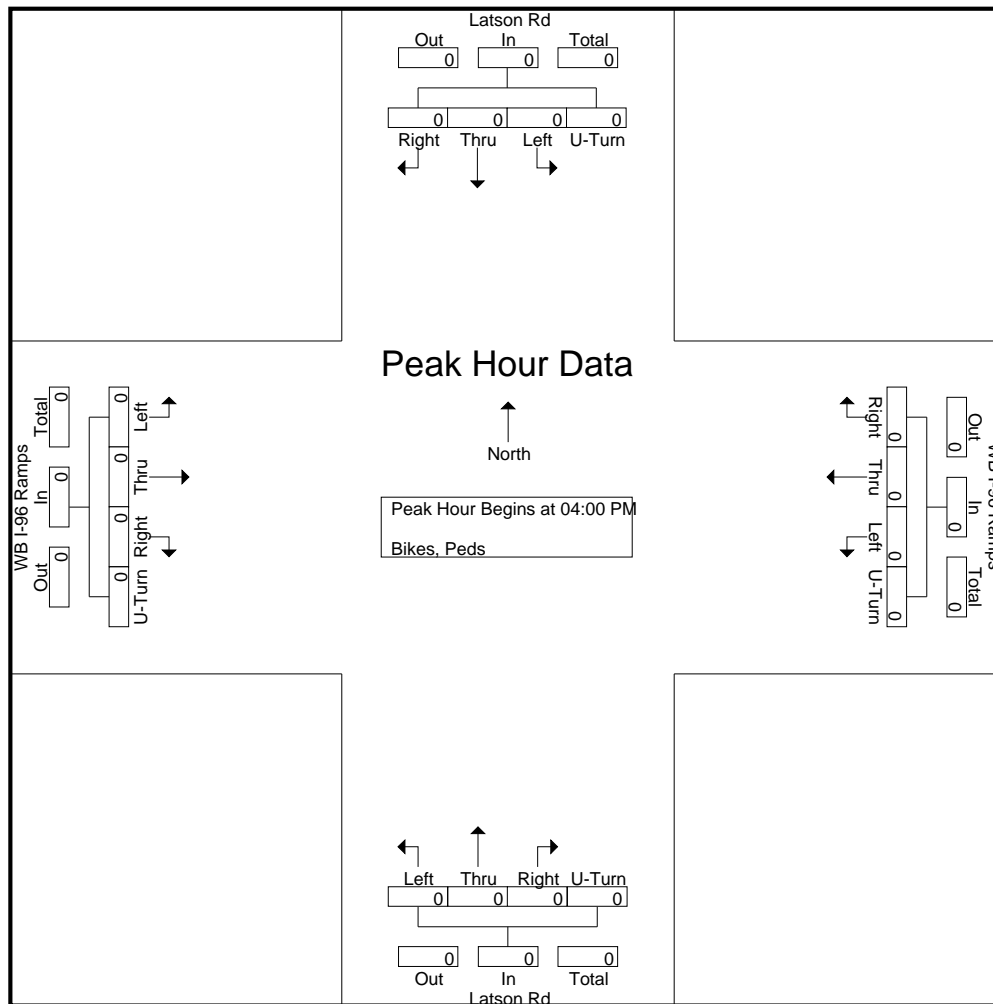 Latson Rd
Out In Total
0 0 0
0 0 0 0
Right Thru Left U-Turn
Peak Hour Data
North
Peak Hour Begins at 04:00 PM
Bikes, Peds
WB I-96 Ramps
Total In Out
0 0 0
0 0 0 0
Left Thru Right U-Turn
Right Thru Left U-Turn
0 0 0 0
Out In Total
0 0 0
WB I-96 Ramps
Left Thru Right U-Turn
0 0 0 0
0 0 0
Out In Total
Latson Rd